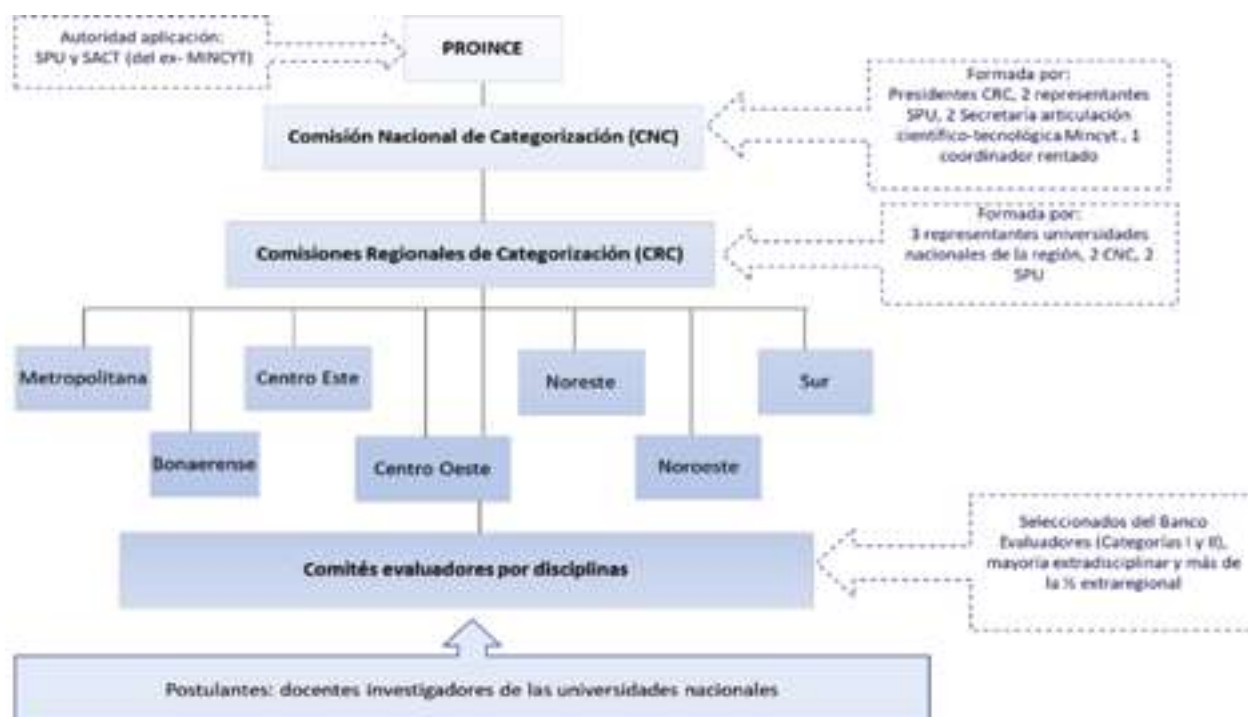 Autoridad aplicación:
SPU y SACT (del ex- MINCYT)
PROINCE
Formada por:
Presidentes CRC, 2 representantes
SPU, 2 Secretaría articulación
científico-tecnológica Mincyt , 1
coordinador rentado
Comisión Nacional de Categorización (CNC)
Formada por:
3 representantes universidades
nacionales de la región, 2 CNC, 2
SPU
Comisiones Regionales de Categorización (CRC)
Metropolitana
Centro Este
Noreste
Sur
Bonaerense
Centro Oeste
Noroeste
Seleccionados del Banco
Evaluadores (Categorías I y II),
mayoría extradisciplinar y más de
la ½ extraregional
Comités evaluadores por disciplinas
Postulantes: docentes investigadores de las universidades nacionales